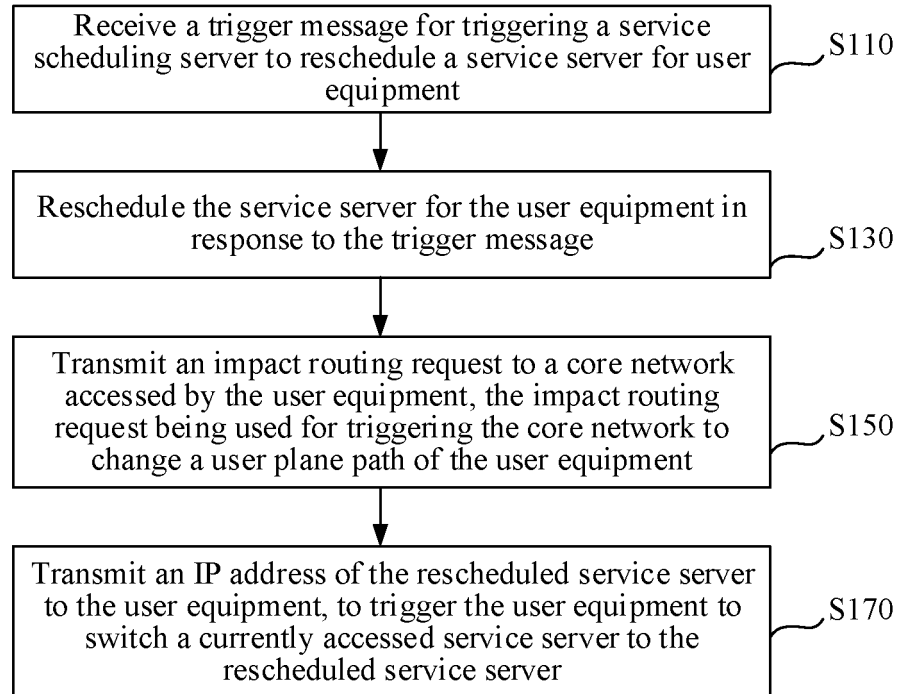 Receive a trigger message for triggering a service
scheduling server to reschedule a service server for user
equipment
S110
Reschedule the service server for the user equipment in
response to the trigger message
S130
Transmit an impact routing request to a core network
accessed by the user equipment, the impact routing
request being used for triggering the core network to
change a user plane path of the user equipment
S150
Transmit an IP address of the rescheduled service server
to the user equipment, to trigger the user equipment to
switch a currently accessed service server to the
rescheduled service server
S170